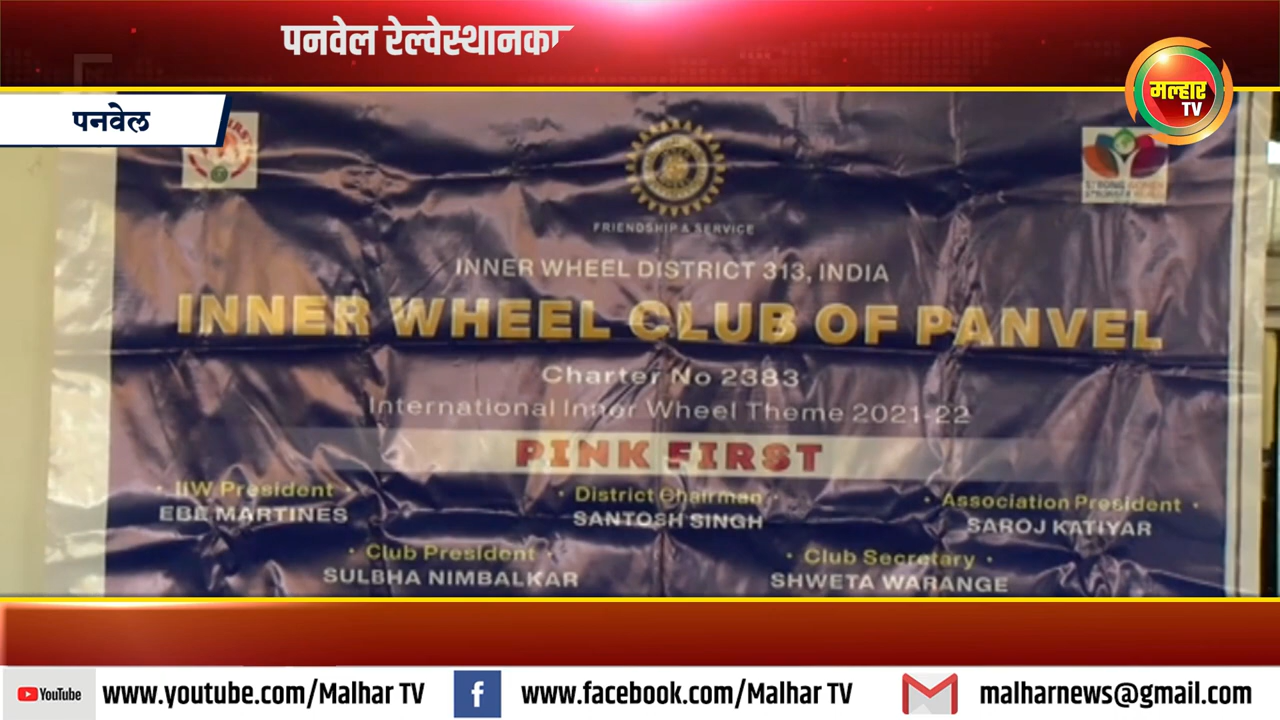 पनवेल रेल्वेस्थानका
पनवेल
मल्हार
TV
FRIENDSHIP & SERVICE
INNER WHEEL DISTRICT 313, INDIA
INNER WHEEL CLUB OF PANVEL
Charter No 2383
International Inner Wheel Theme 2021-22
PINK FIRST
• IIW President •
EBE MARTINES
• District Chairman •
SANTOSH SINGH
• Association President •
SAROJ KATIYAR
• Club President •
SULBHA NIMBALKAR
• Club Secretary •
SHWETA WARANGE
YouTube www.youtube.com/Malhar TV
www.facebook.com/Malhar TV
malharnews@gmail.com